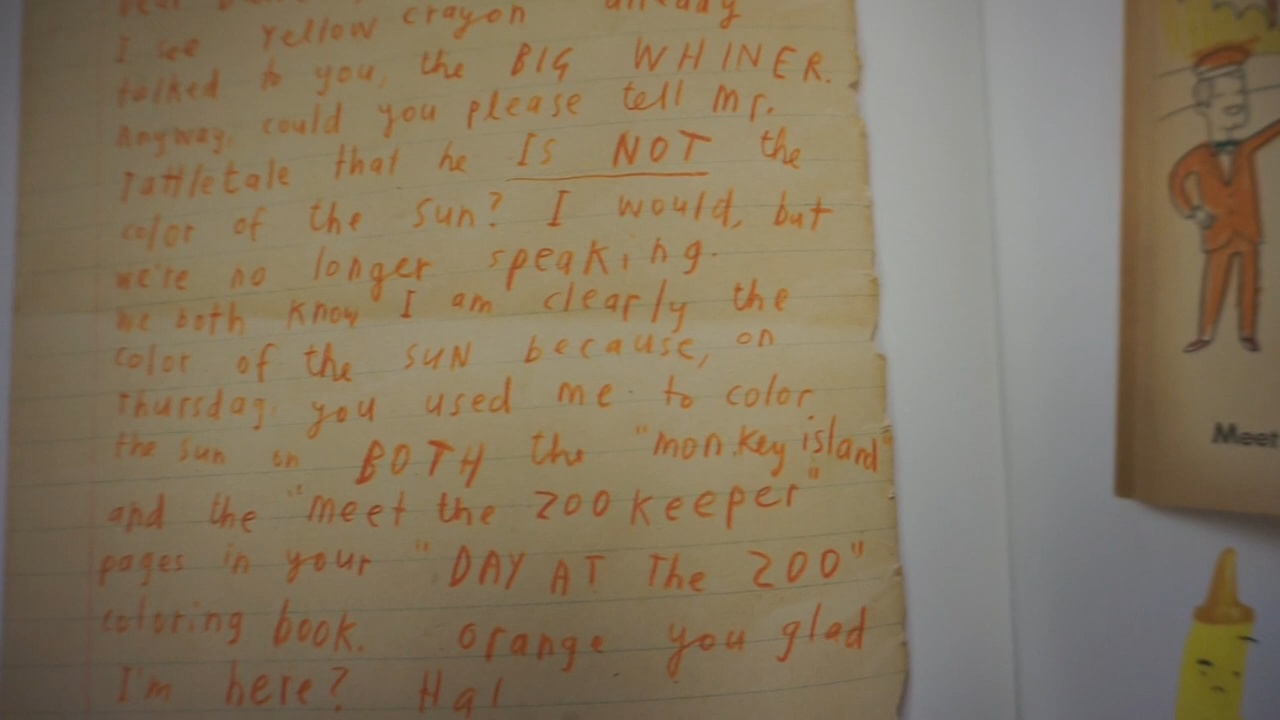 yellow crayon already
I see
talked to you, the BIG WHINER.
Anyway, could you please tell Mr.
Tattletale that he IS NOT the
color of the sun? I would, but
we're no longer speaking.
we both know I am clearly the
color of the SUN because, on
Thursday, you used me to color
the sun on BOTH the "monkey island"
and the "meet the zoo keeper"
pages in your "DAY AT The ZOO"
coloring book. Orange you glad
I'm here? Ha!
Meet